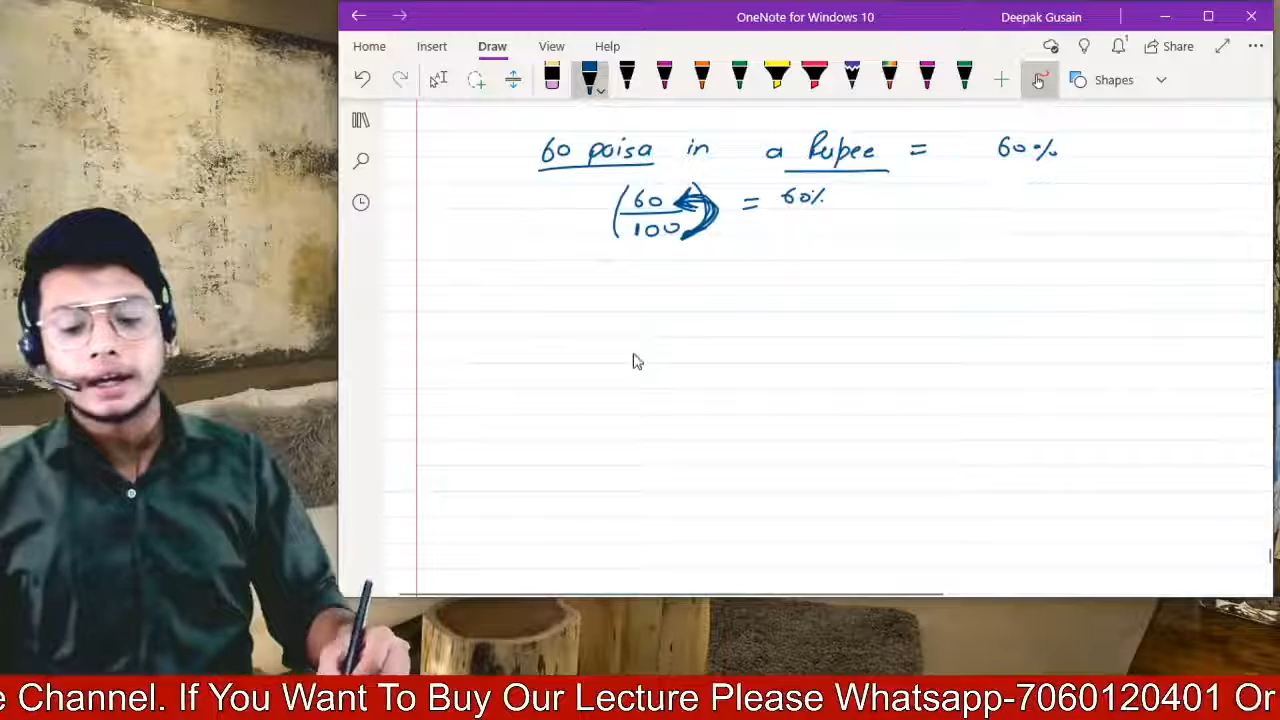 OneNote for Windows 10
Deepak Gusain
Home Insert Draw View Help
Share
Shapes
60 paisa in a Rupee = 60%
(60/100) = 60%
e Channel. If You Want To Buy Our Lecture Please Whatsapp-7060120401 Or